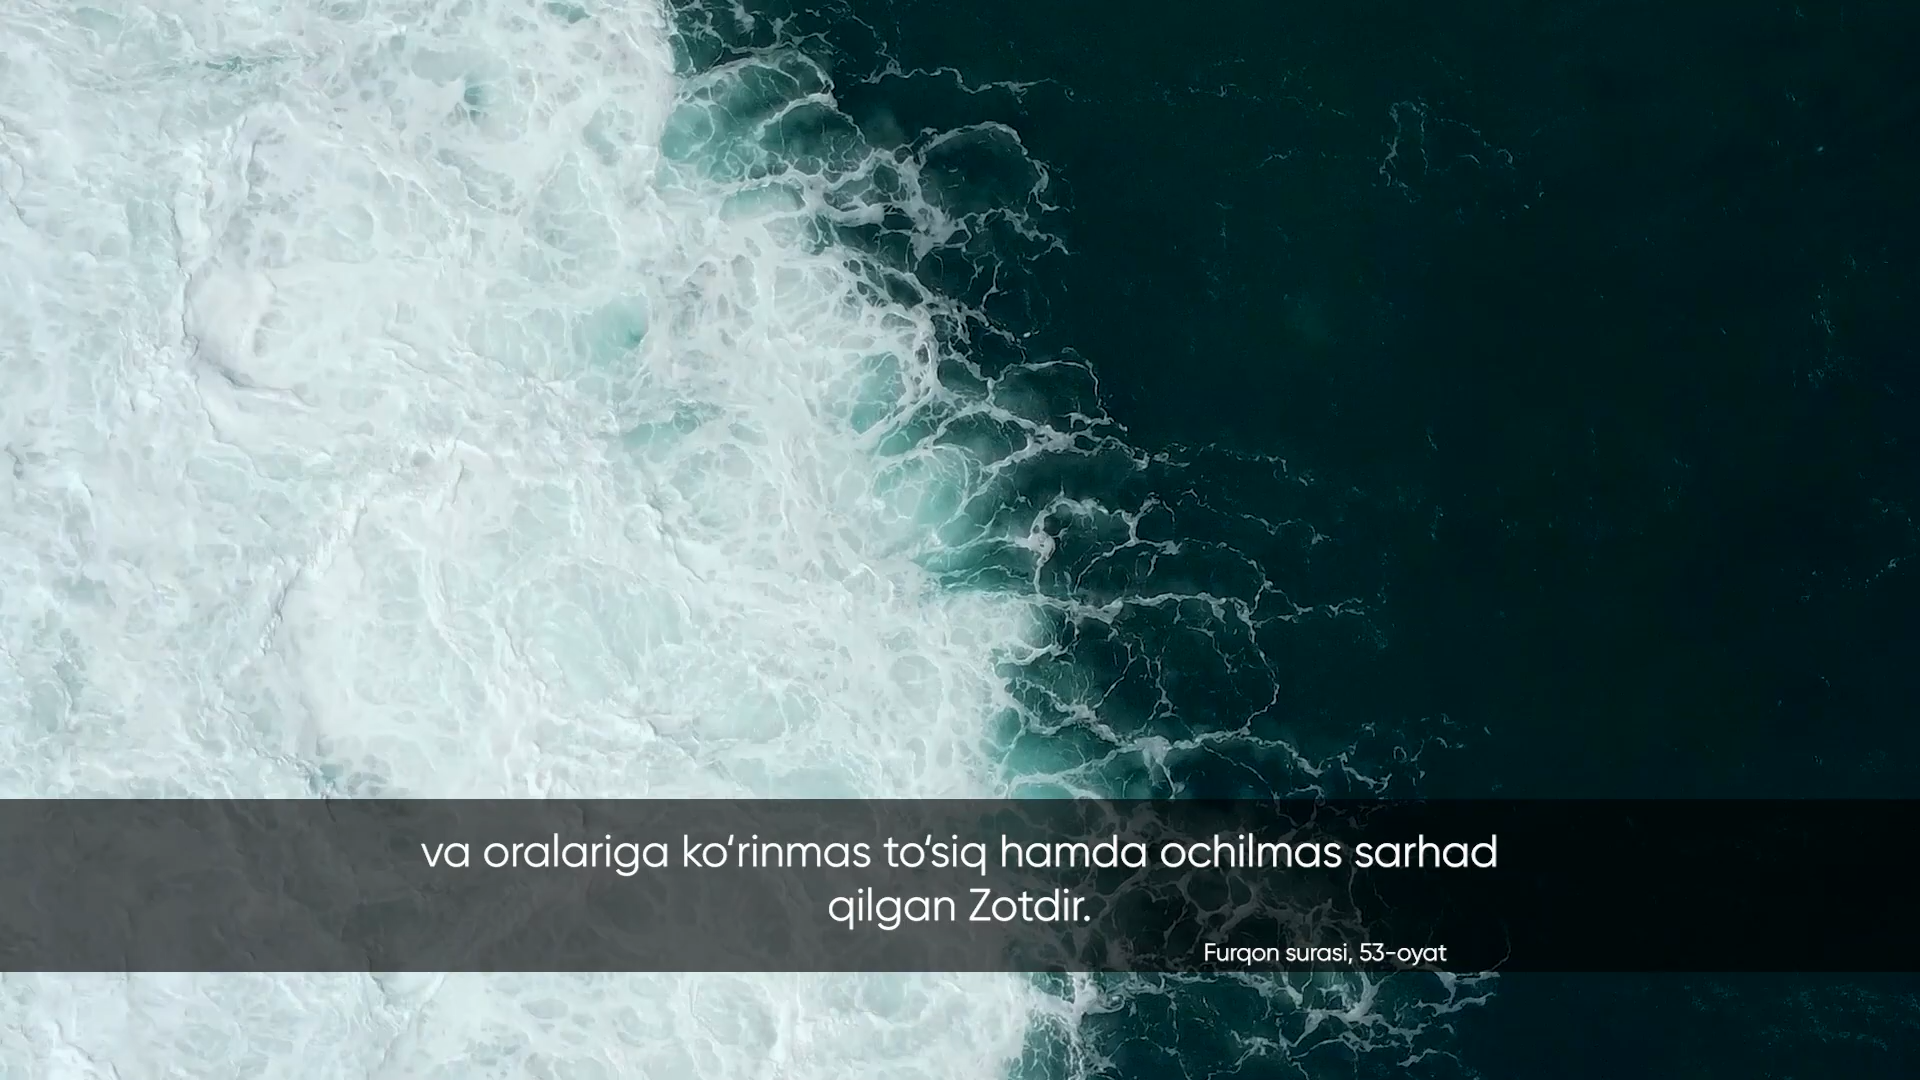 va oralariga ko‘rinmas to‘siq hamda ochilmas sarhad
qilgan Zotdir.
Furqon surasi, 53-oyat